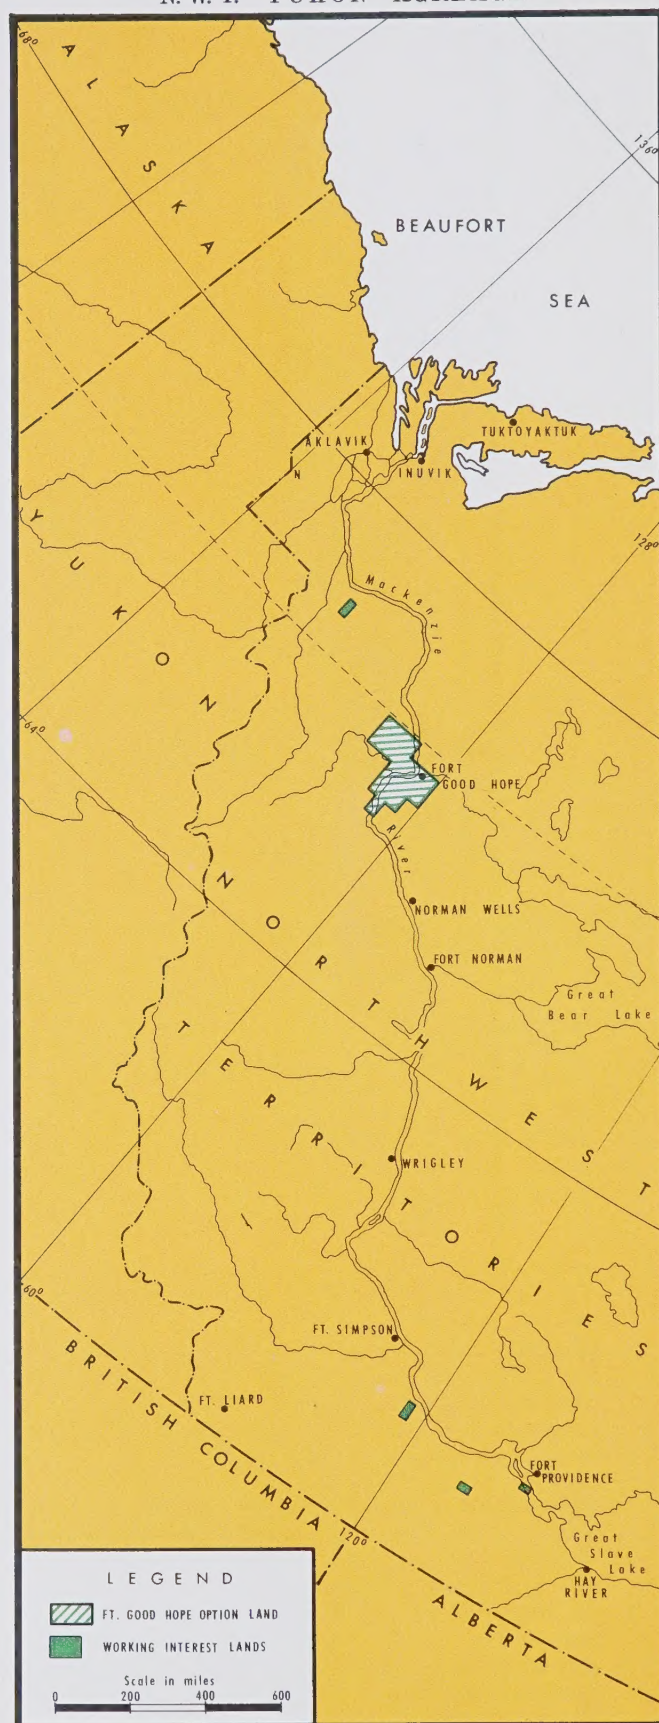 68°
ALASKA
136°
BEAUFORT
SEA
TUKTOYAKTUK
AKLAVIK
INUVIK
N
128°
YUKON
Mackenzie
64°
FORT
GOOD HOPE
River
NORMAN WELLS
FORT NORMAN
Great
Bear Lake
NORTH WEST
TERRITORIES
WRIGLEY
60°
FT. SIMPSON
BRITISH COLUMBIA
FT. LIARD
FORT
PROVIDENCE
120°
Great
Slave
Lake
HAY
RIVER
ALBERTA
LEGEND
FT. GOOD HOPE OPTION LAND
WORKING INTEREST LANDS
Scale in miles
0 200 400 600